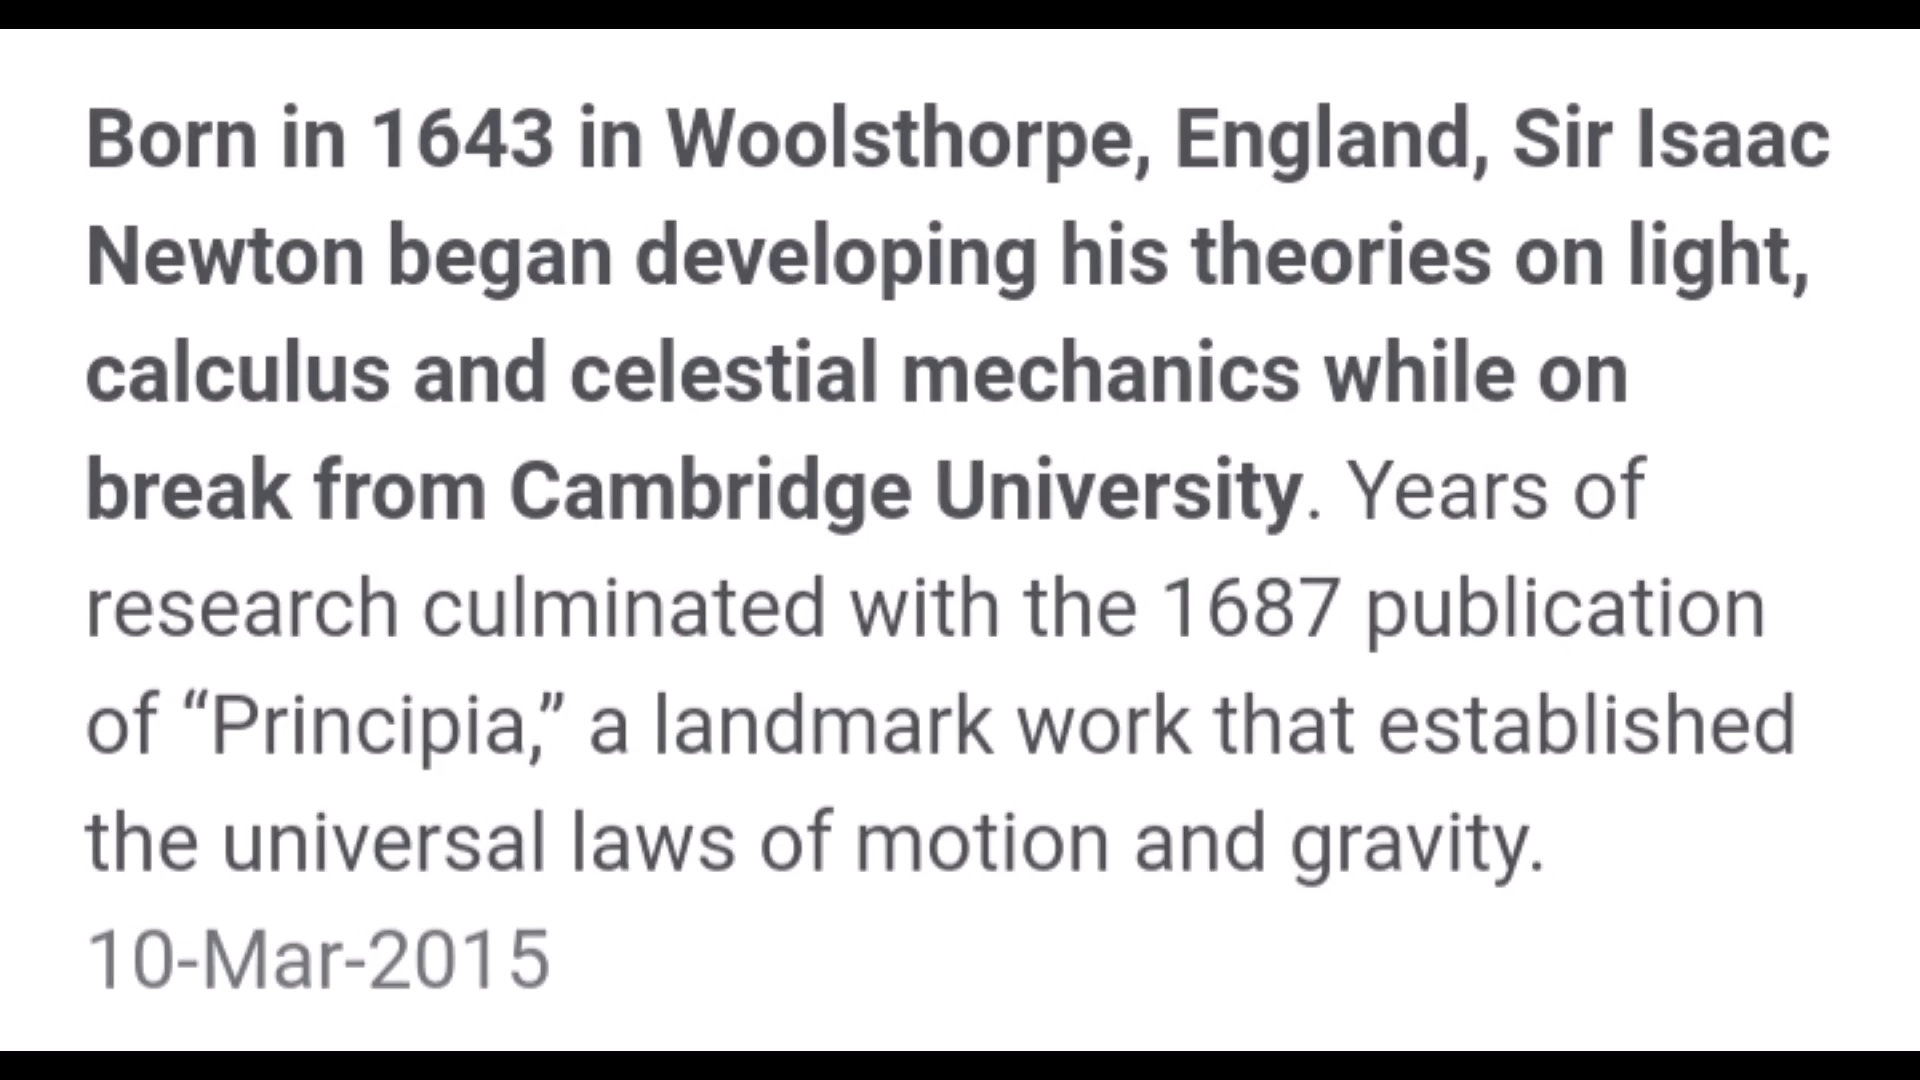 Born in 1643 in Woolsthorpe, England, Sir Isaac
Newton began developing his theories on light,
calculus and celestial mechanics while on
break from Cambridge University. Years of
research culminated with the 1687 publication
of “Principia,” a landmark work that established
the universal laws of motion and gravity.
10-Mar-2015